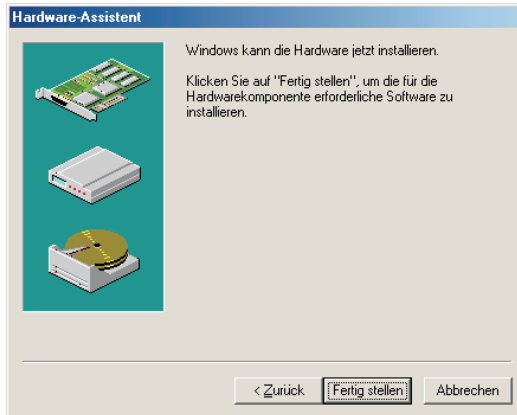 Hardware-Assistent
Windows kann die Hardware jetzt installieren.
Klicken Sie auf "Fertig stellen", um die für die
Hardwarekomponente erforderliche Software zu
installieren.
< Zurück
Fertig stellen
Abbrechen